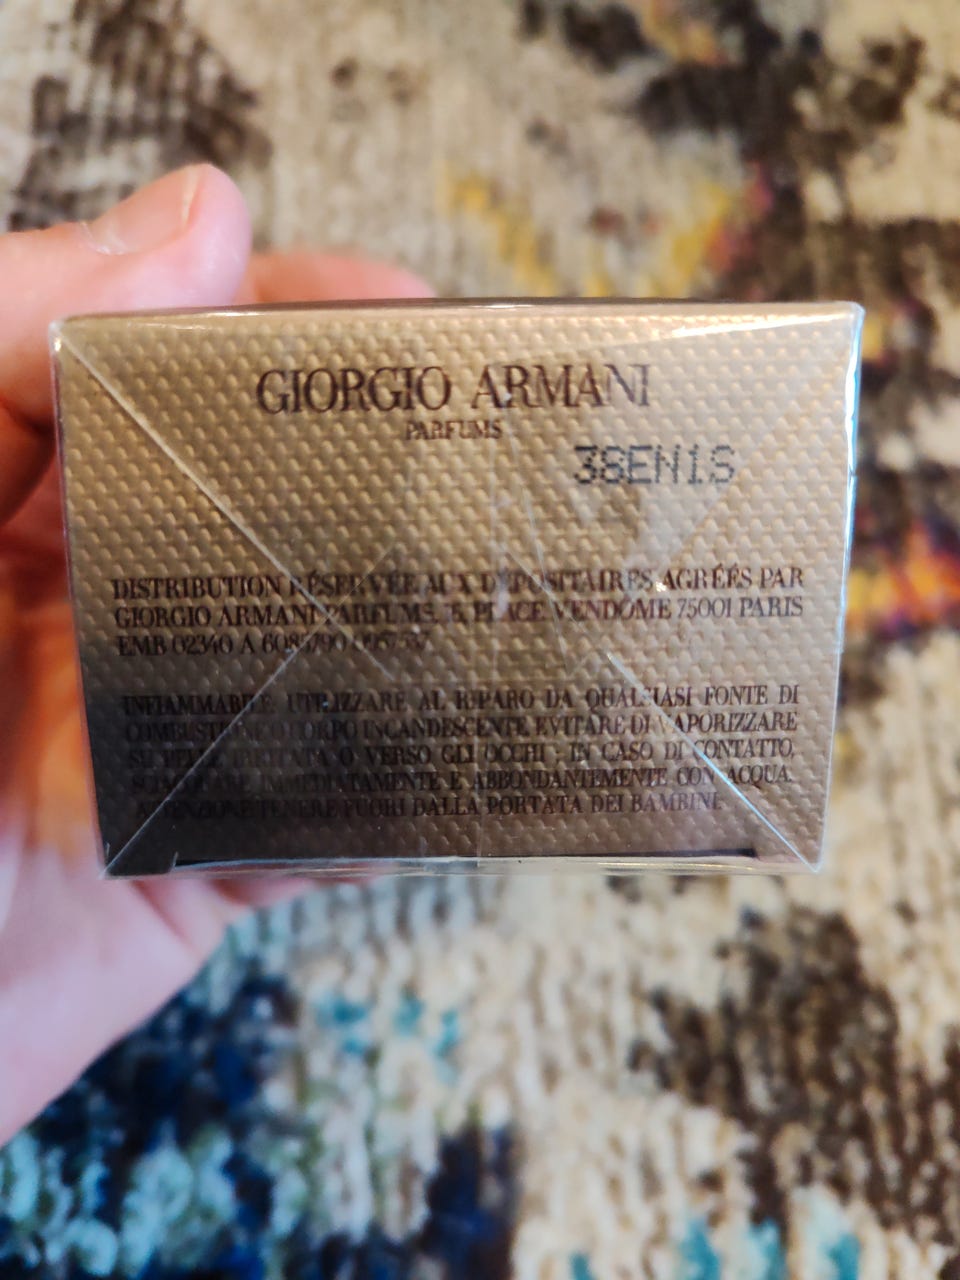 GIORGIO ARMANI
PARFUMS
38EN1S
DISTRIBUTION RÉSERVÉE AUX DÉPOSITAIRES AGRÉÉS PAR
GIORGIO ARMANI PARFUMS. PLACE VENDOME 75001 PARIS
EMB 02340 A
INFIAMMABILE: UTILIZZARE AL RIPARO DA QUALSIASI FONTE DI
COMBUSTIONE O CORPO INCANDESCENTE EVITARE DI VAPORIZZARE
SU PELLE IRRITATA O VERSO GLI OCCHI ; IN CASO DI CONTATTO,
SCIACQUARE IMMEDIATAMENTE E ABBONDANTEMENTE CON ACQUA.
ATTENZIONE TENERE FUORI DALLA PORTATA DEI BAMBINI.